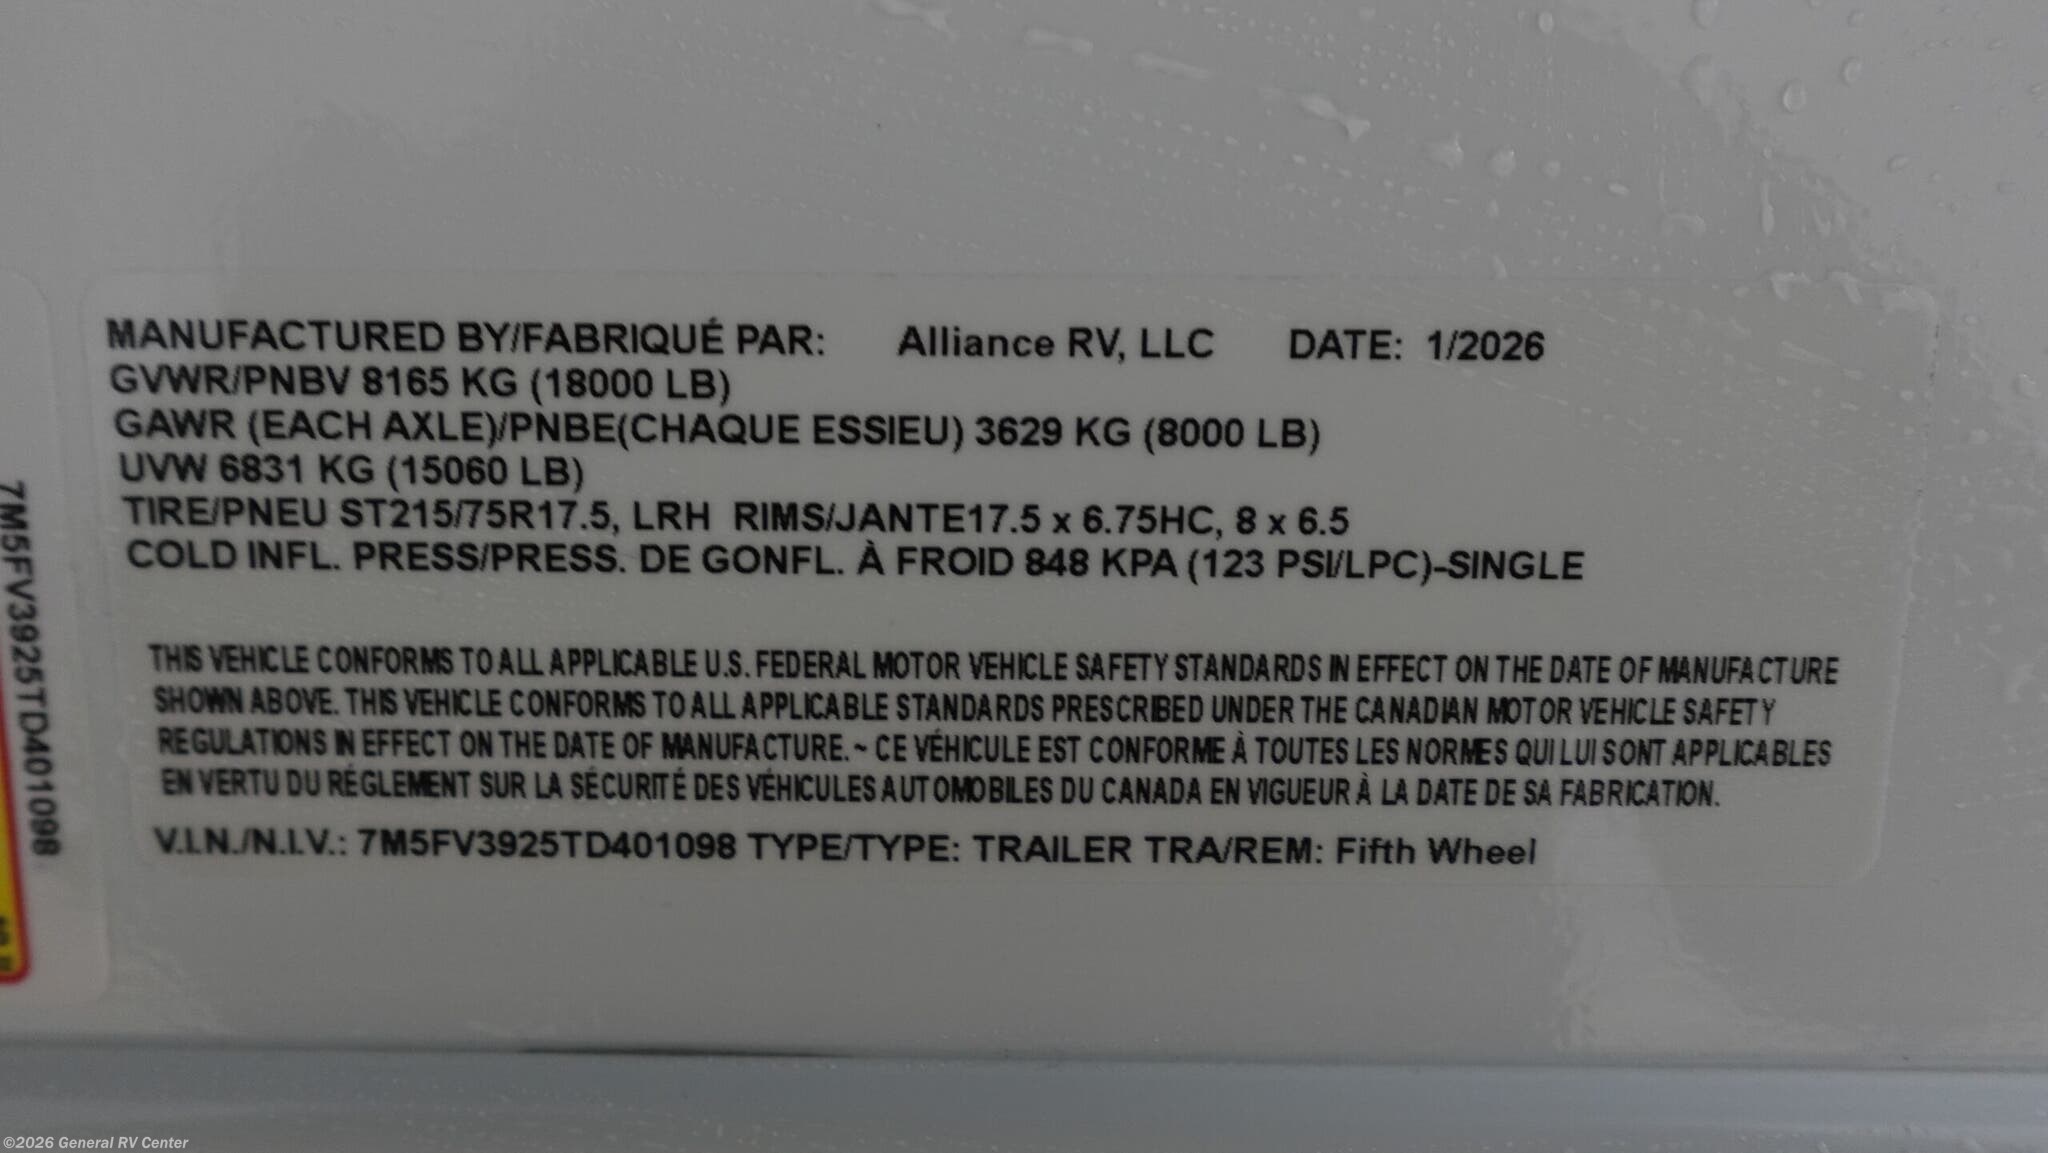 MANUFACTURED BY/FABRIQUÉ PAR: Alliance RV, LLC DATE: 1/2026
GVWR/PNBV 8165 KG (18000 LB)
GAWR (EACH AXLE)/PNBE(CHAQUE ESSIEU) 3629 KG (8000 LB)
UVW 6831 KG (15060 LB)
TIRE/PNEU ST215/75R17.5, LRH RIMS/JANTE17.5 x 6.75HC, 8 x 6.5
COLD INFL. PRESS/PRESS. DE GONFL. À FROID 848 KPA (123 PSI/LPC)-SINGLE
THIS VEHICLE CONFORMS TO ALL APPLICABLE U.S. FEDERAL MOTOR VEHICLE SAFETY STANDARDS IN EFFECT ON THE DATE OF MANUFACTURE
SHOWN ABOVE. THIS VEHICLE CONFORMS TO ALL APPLICABLE STANDARDS PRESCRIBED UNDER THE CANADIAN MOTOR VEHICLE SAFETY
REGULATIONS IN EFFECT ON THE DATE OF MANUFACTURE. ~ CE VÉHICULE EST CONFORME À TOUTES LES NORMES QUI LUI SONT APPLICABLES
EN VERTU DU RÉGLEMENT SUR LA SÉCURITÉ DES VÉHICULES AUTOMOBILES DU CANADA EN VIGUEUR À LA DATE DE SA FABRICATION.
V.I.N./N.I.V.: 7M5FV3925TD401098 TYPE/TYPE: TRAILER TRA/REM: Fifth Wheel
7M5FV3925TD401098
©2026 General RV Center